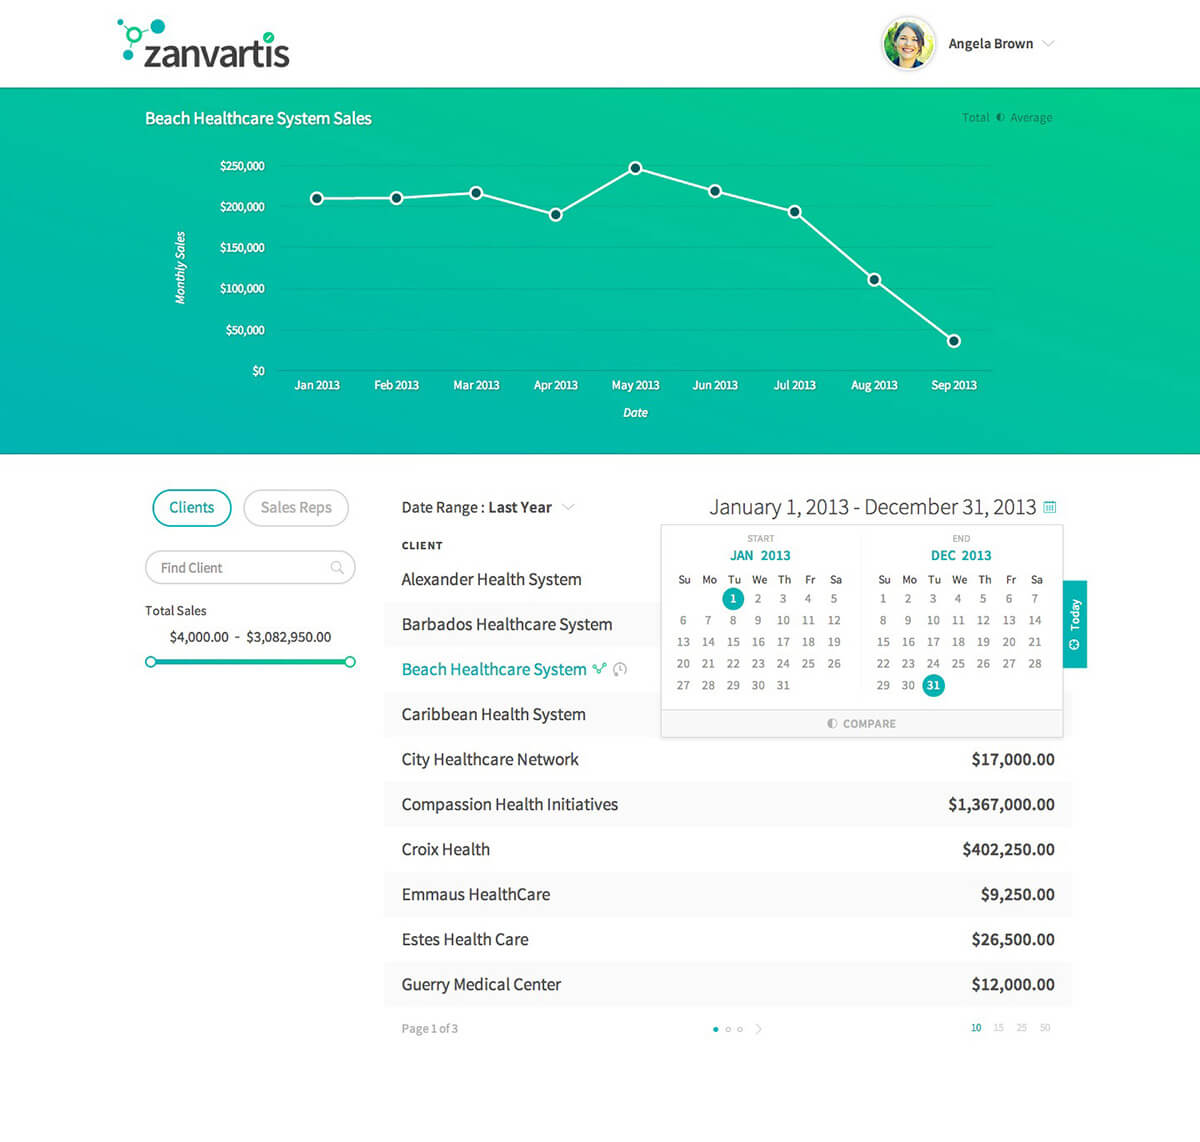 zanvartis
Angela Brown
Beach Healthcare System Sales
Total Average
$250,000
$200,000
$150,000
$100,000
$50,000
$0
Monthly Sales
Jan 2013 Feb 2013 Mar 2013 Apr 2013 May 2013 Jun 2013 Jul 2013 Aug 2013 Sep 2013
Date
Clients Sales Reps
Find Client
Total Sales
$4,000.00 - $3,082,950.00
Date Range : Last Year
January 1, 2013 - December 31, 2013
CLIENT
Alexander Health System
Barbados Healthcare System
Beach Healthcare System
Caribbean Health System
START
JAN 2013
Su Mo Tu We Th Fr Sa
1 2 3 4 5
6 7 8 9 10 11 12
13 14 15 16 17 18 19
20 21 22 23 24 25 26
27 28 29 30 31
END
DEC 2013
Su Mo Tu We Th Fr Sa
1 2 3 4 5 6 7
8 9 10 11 12 13 14
15 16 17 18 19 20 21
22 23 24 25 26 27 28
29 30 31
COMPARE
Today
City Healthcare Network $17,000.00
Compassion Health Initiatives $1,367,000.00
Croix Health $402,250.00
Emmaus HealthCare $9,250.00
Estes Health Care $26,500.00
Guerry Medical Center $12,000.00
Page 1 of 3
10 15 25 50